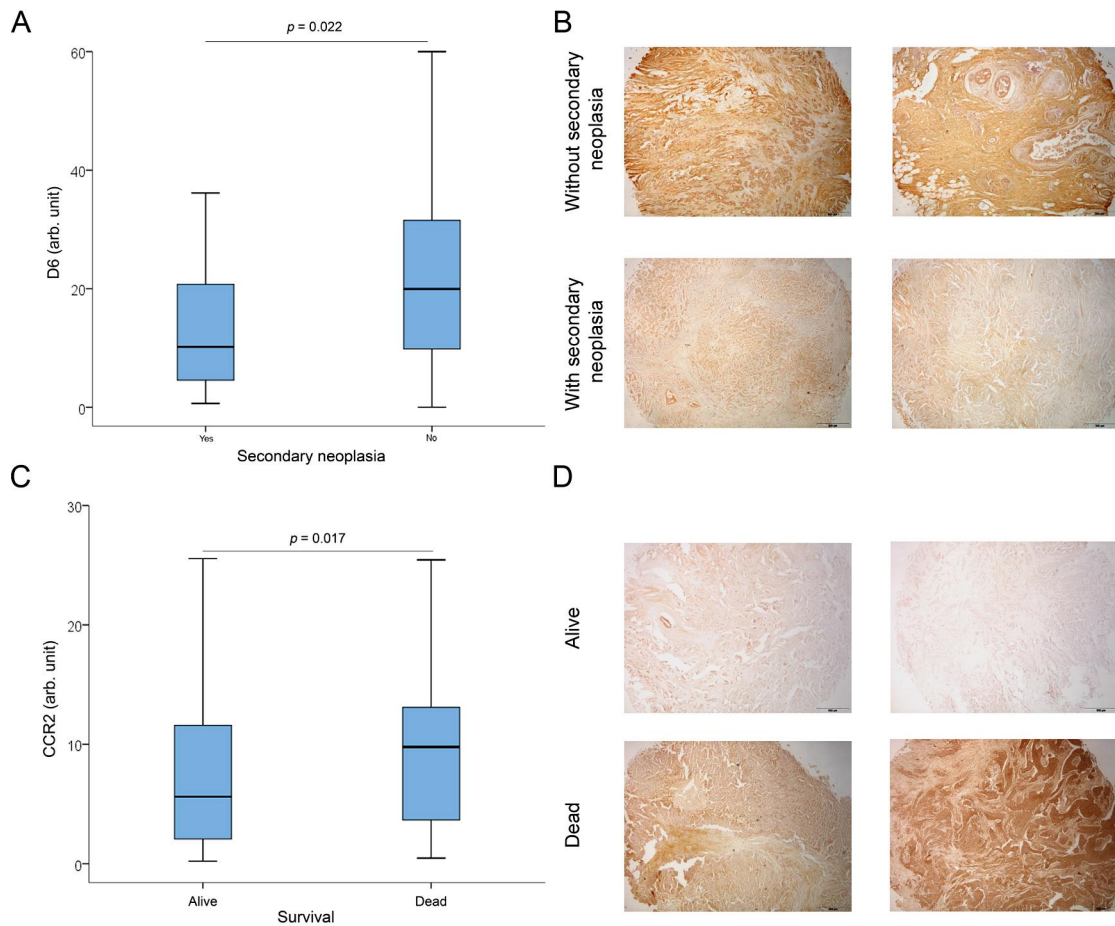 A
p = 0.022
60
40
20
0
D6 (arb. unit)
Yes
No
Secondary neoplasia
B
Without secondary
neoplasia
With secondary
neoplasia
C
p = 0.017
30
20
10
0
CCR2 (arb. unit)
Alive
Dead
Survival
D
Alive
Dead